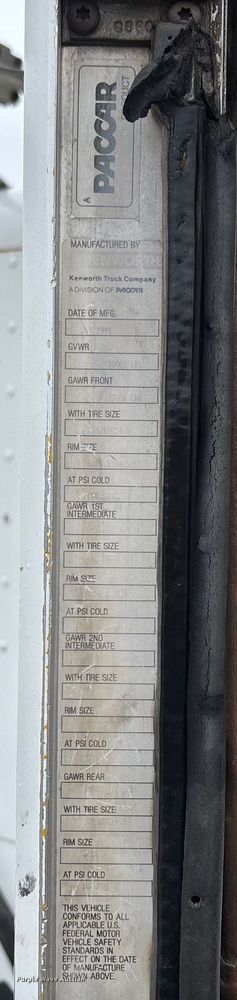 A
PACCAR
PRODUCT
MANUFACTURED BY
KENWORTH
Kenworth Truck Company
A DIVISION OF PACCAR
DATE OF MFG.
1991
GVWR
GAWR FRONT
WITH TIRE SIZE
RIM SIZE
AT PSI COLD
GAWR 1ST
INTERMEDIATE
WITH TIRE SIZE
RIM SIZE
AT PSI COLD
GAWR 2ND
INTERMEDIATE
WITH TIRE SIZE
RIM SIZE
AT PSI COLD
GAWR REAR
WITH TIRE SIZE
RIM SIZE
AT PSI COLD
THIS VEHICLE
CONFORMS TO ALL
APPLICABLE U.S.
FEDERAL MOTOR
VEHICLE SAFETY
STANDARDS IN
EFFECT ON THE DATE
OF MANUFACTURE
SHOWN ABOVE.
Purple Wave Auction